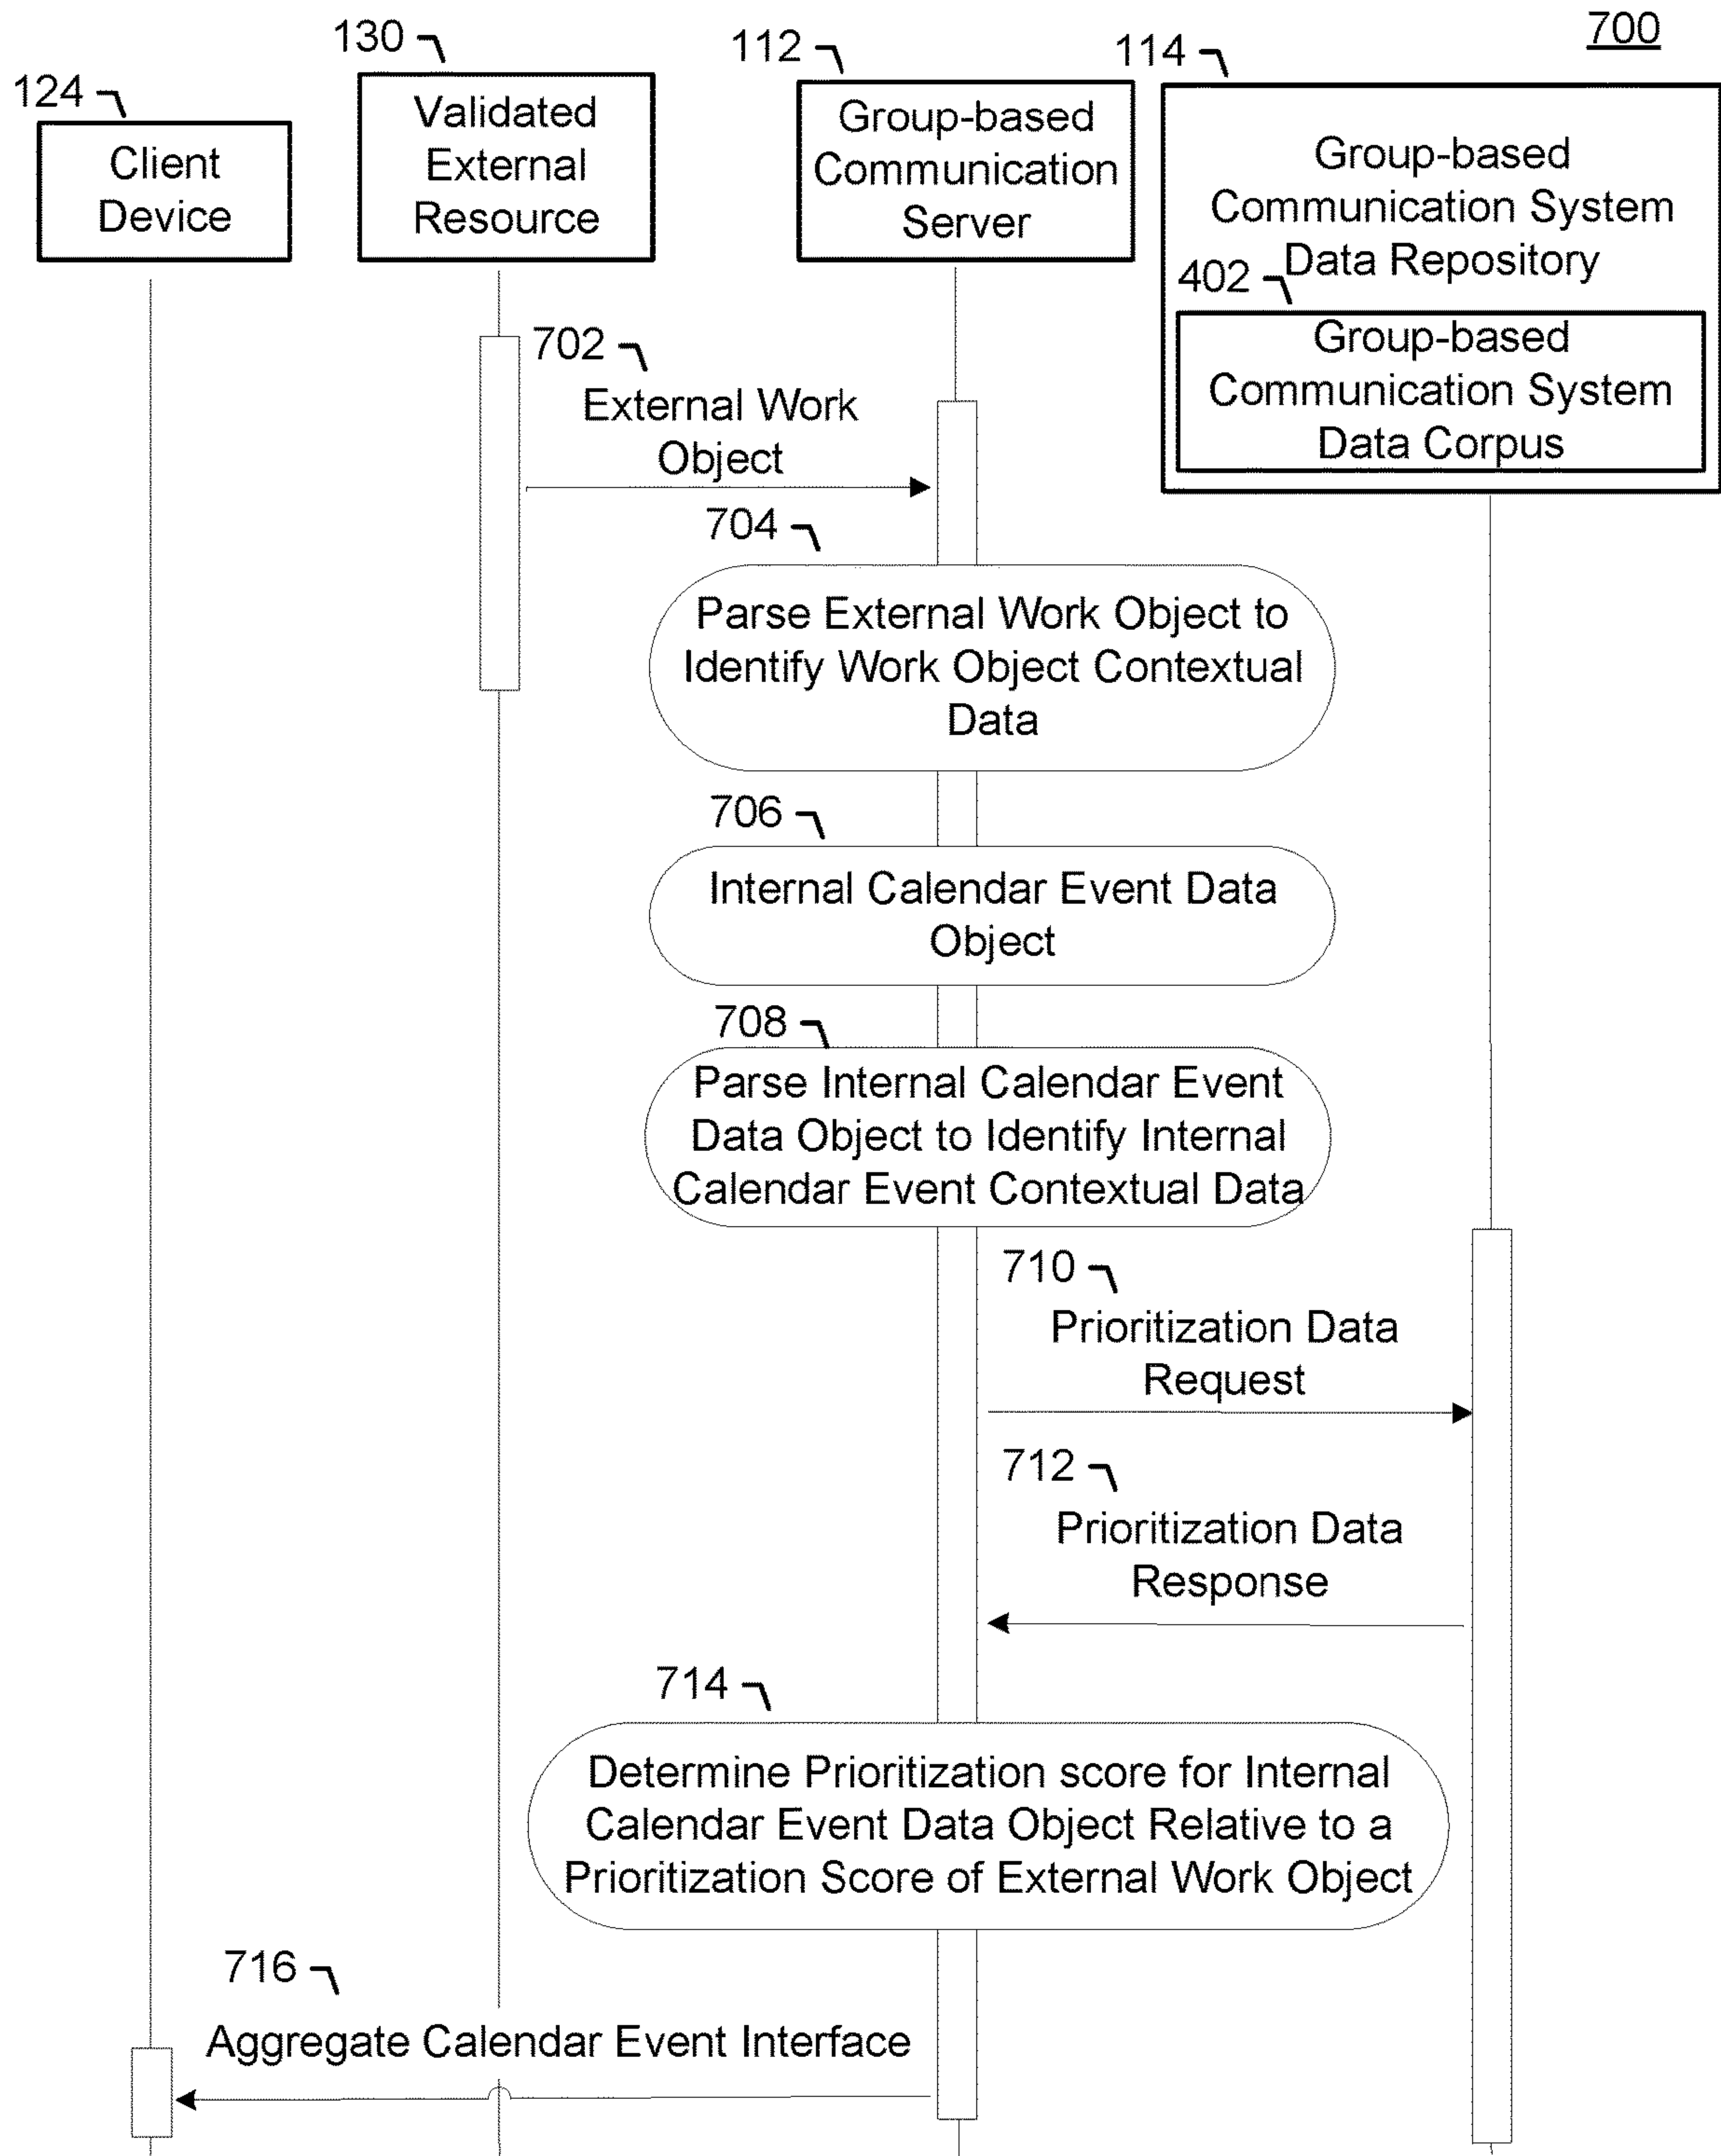 700
124
Client
Device
130
Validated
External
Resource
112
Group-based
Communication
Server
114
Group-based
Communication System
Data Repository
402
Group-based
Communication System
Data Corpus
702
External Work
Object
704
Parse External Work Object to
Identify Work Object Contextual
Data
706
Internal Calendar Event Data
Object
708
Parse Internal Calendar Event
Data Object to Identify Internal
Calendar Event Contextual Data
710
Prioritization Data
Request
712
Prioritization Data
Response
714
Determine Prioritization score for Internal
Calendar Event Data Object Relative to a
Prioritization Score of External Work Object
716
Aggregate Calendar Event Interface